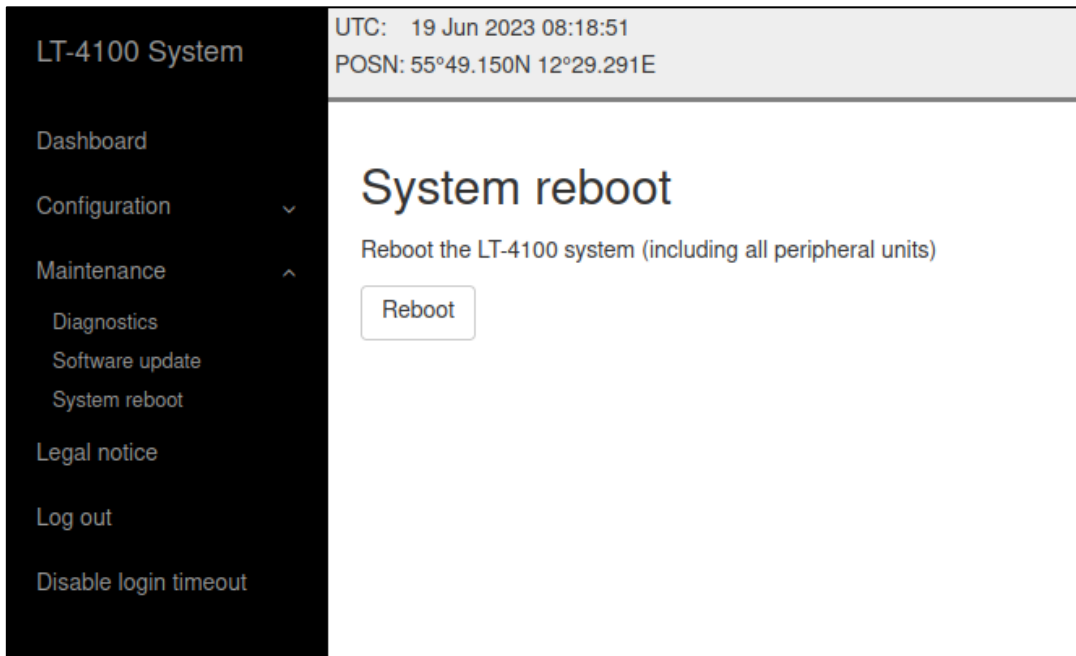 LT-4100 System
Dashboard
Configuration
Maintenance
Diagnostics
Software update
System reboot
Legal notice
Log out
Disable login timeout
UTC: 19 Jun 2023 08:18:51
POSN: 55°49.150N 12°29.291E
System reboot
Reboot the LT-4100 system (including all peripheral units)
Reboot